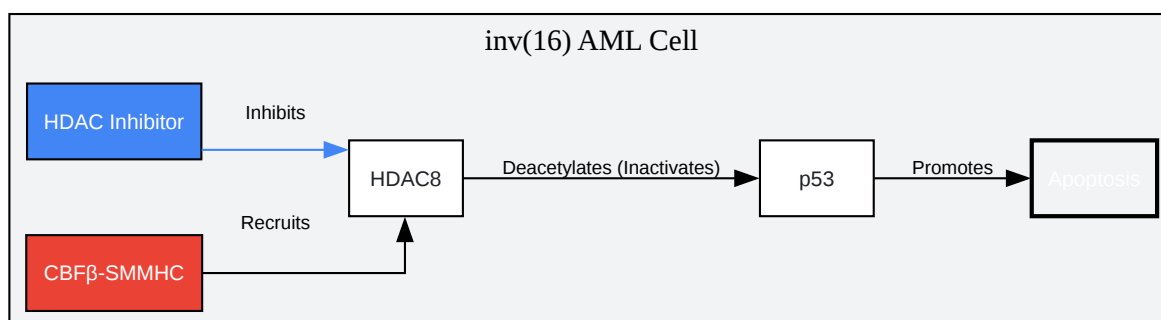 inv(16) AML Cell
HDAC Inhibitor
Inhibits
HDAC8
Deacetylates (Inactivates)
p53
Promotes
Apoptosis
Recruits
CBFβ-SMMHC